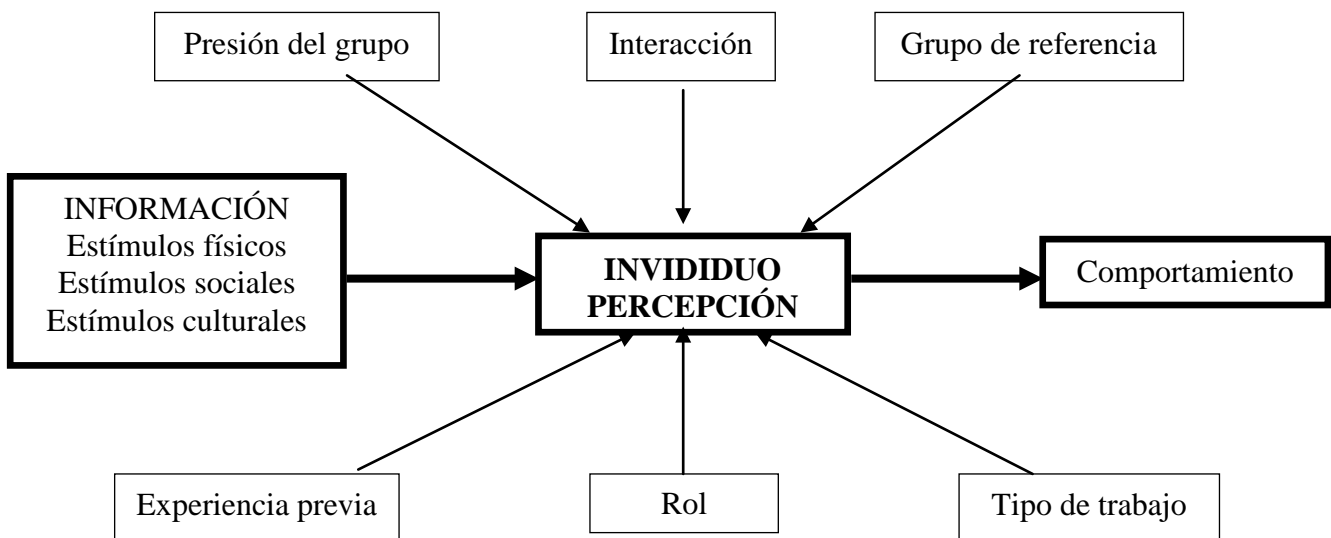 Presión del grupo
Interacción
Grupo de referencia
INFORMACIÓN
Estímulos físicos
Estímulos sociales
Estímulos culturales
INVIDIDUO
PERCEPCIÓN
Comportamiento
Experiencia previa
Rol
Tipo de trabajo